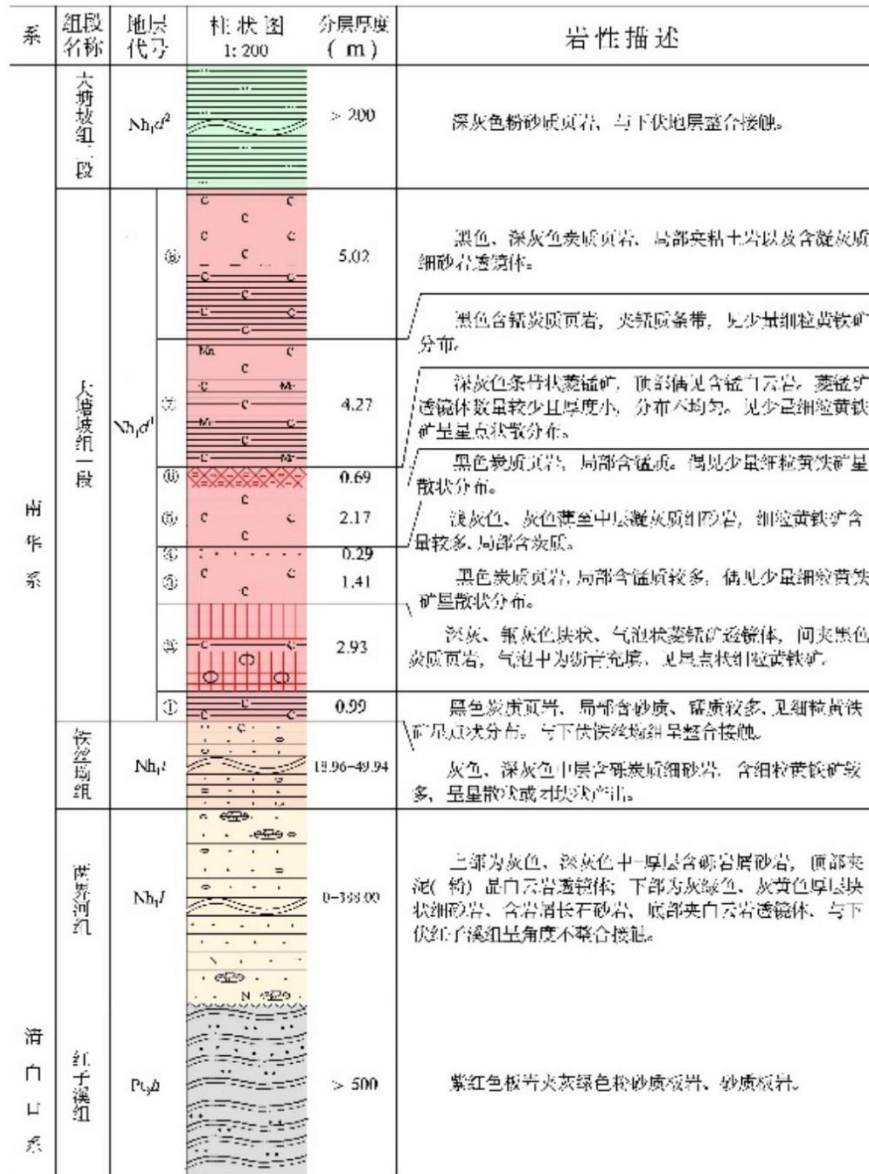 系
组段
名称
地层
代号
柱状图
1:200
分层厚度
( m )
岩性描述
南华系
大塘坡组二段
Nh₁d²
> 200
深灰色粉砂质页岩，与下伏地层整合接触。
大塘坡组一段
Nh₁d¹
⑧
5.02
黑色、深灰色炭质页岩、局部夹粘土岩以及含凝灰质
细砂岩透镜体。
⑦
4.27
黑色含锰炭质页岩，夹锰质条带，见少量细粒黄铁矿
分布。
0.69
深灰色条带状菱锰矿，顶部偶见含锰白云岩。菱锰矿
透镜体数量较少且厚度小，分布不均匀。见少量细粒黄铁
矿呈星点状散分布。
⑤
2.17
黑色炭质页岩，局部含锰质。偶见少量细粒黄铁矿呈
散状分布。
④
0.29
浅灰色、灰色薄至中层凝灰质细砂岩，细粒黄铁矿含
量较多、局部含炭质。
1.41
黑色炭质页岩，局部含锰质较多，偶见少量细粒黄铁
矿呈散状分布。
2.93
深灰、钢灰色块状、气泡状菱锰矿透镜体，间夹黑色
炭质页岩，气泡中为沥青充填、见星点状细粒黄铁矿。
①
0.99
黑色炭质页岩、局部含砂质、锰质较多、见细粒黄铁
矿星点状分布。与下伏铁丝坳组呈整合接触。
铁丝坳组
Nh₁t
18.96-49.94
灰色、深灰色中层含砾炭质细砂岩，含细粒黄铁矿较
多，呈星散状或团块状产出。
两界河组
Nh₁l
上部为灰色、深灰色中-厚层含砾岩屑砂岩，顶部夹
泥( 粉) 晶白云岩透镜体；下部为灰绿色、灰黄色厚层块
状细砂岩、含岩屑长石砂岩，底部夹白云岩透镜体、与下
伏红子溪组呈角度不整合接触。
清白口系
红子溪组
Pt₃h
> 500
紫红色板岩夹灰绿色粉砂质板岩、砂质板岩。